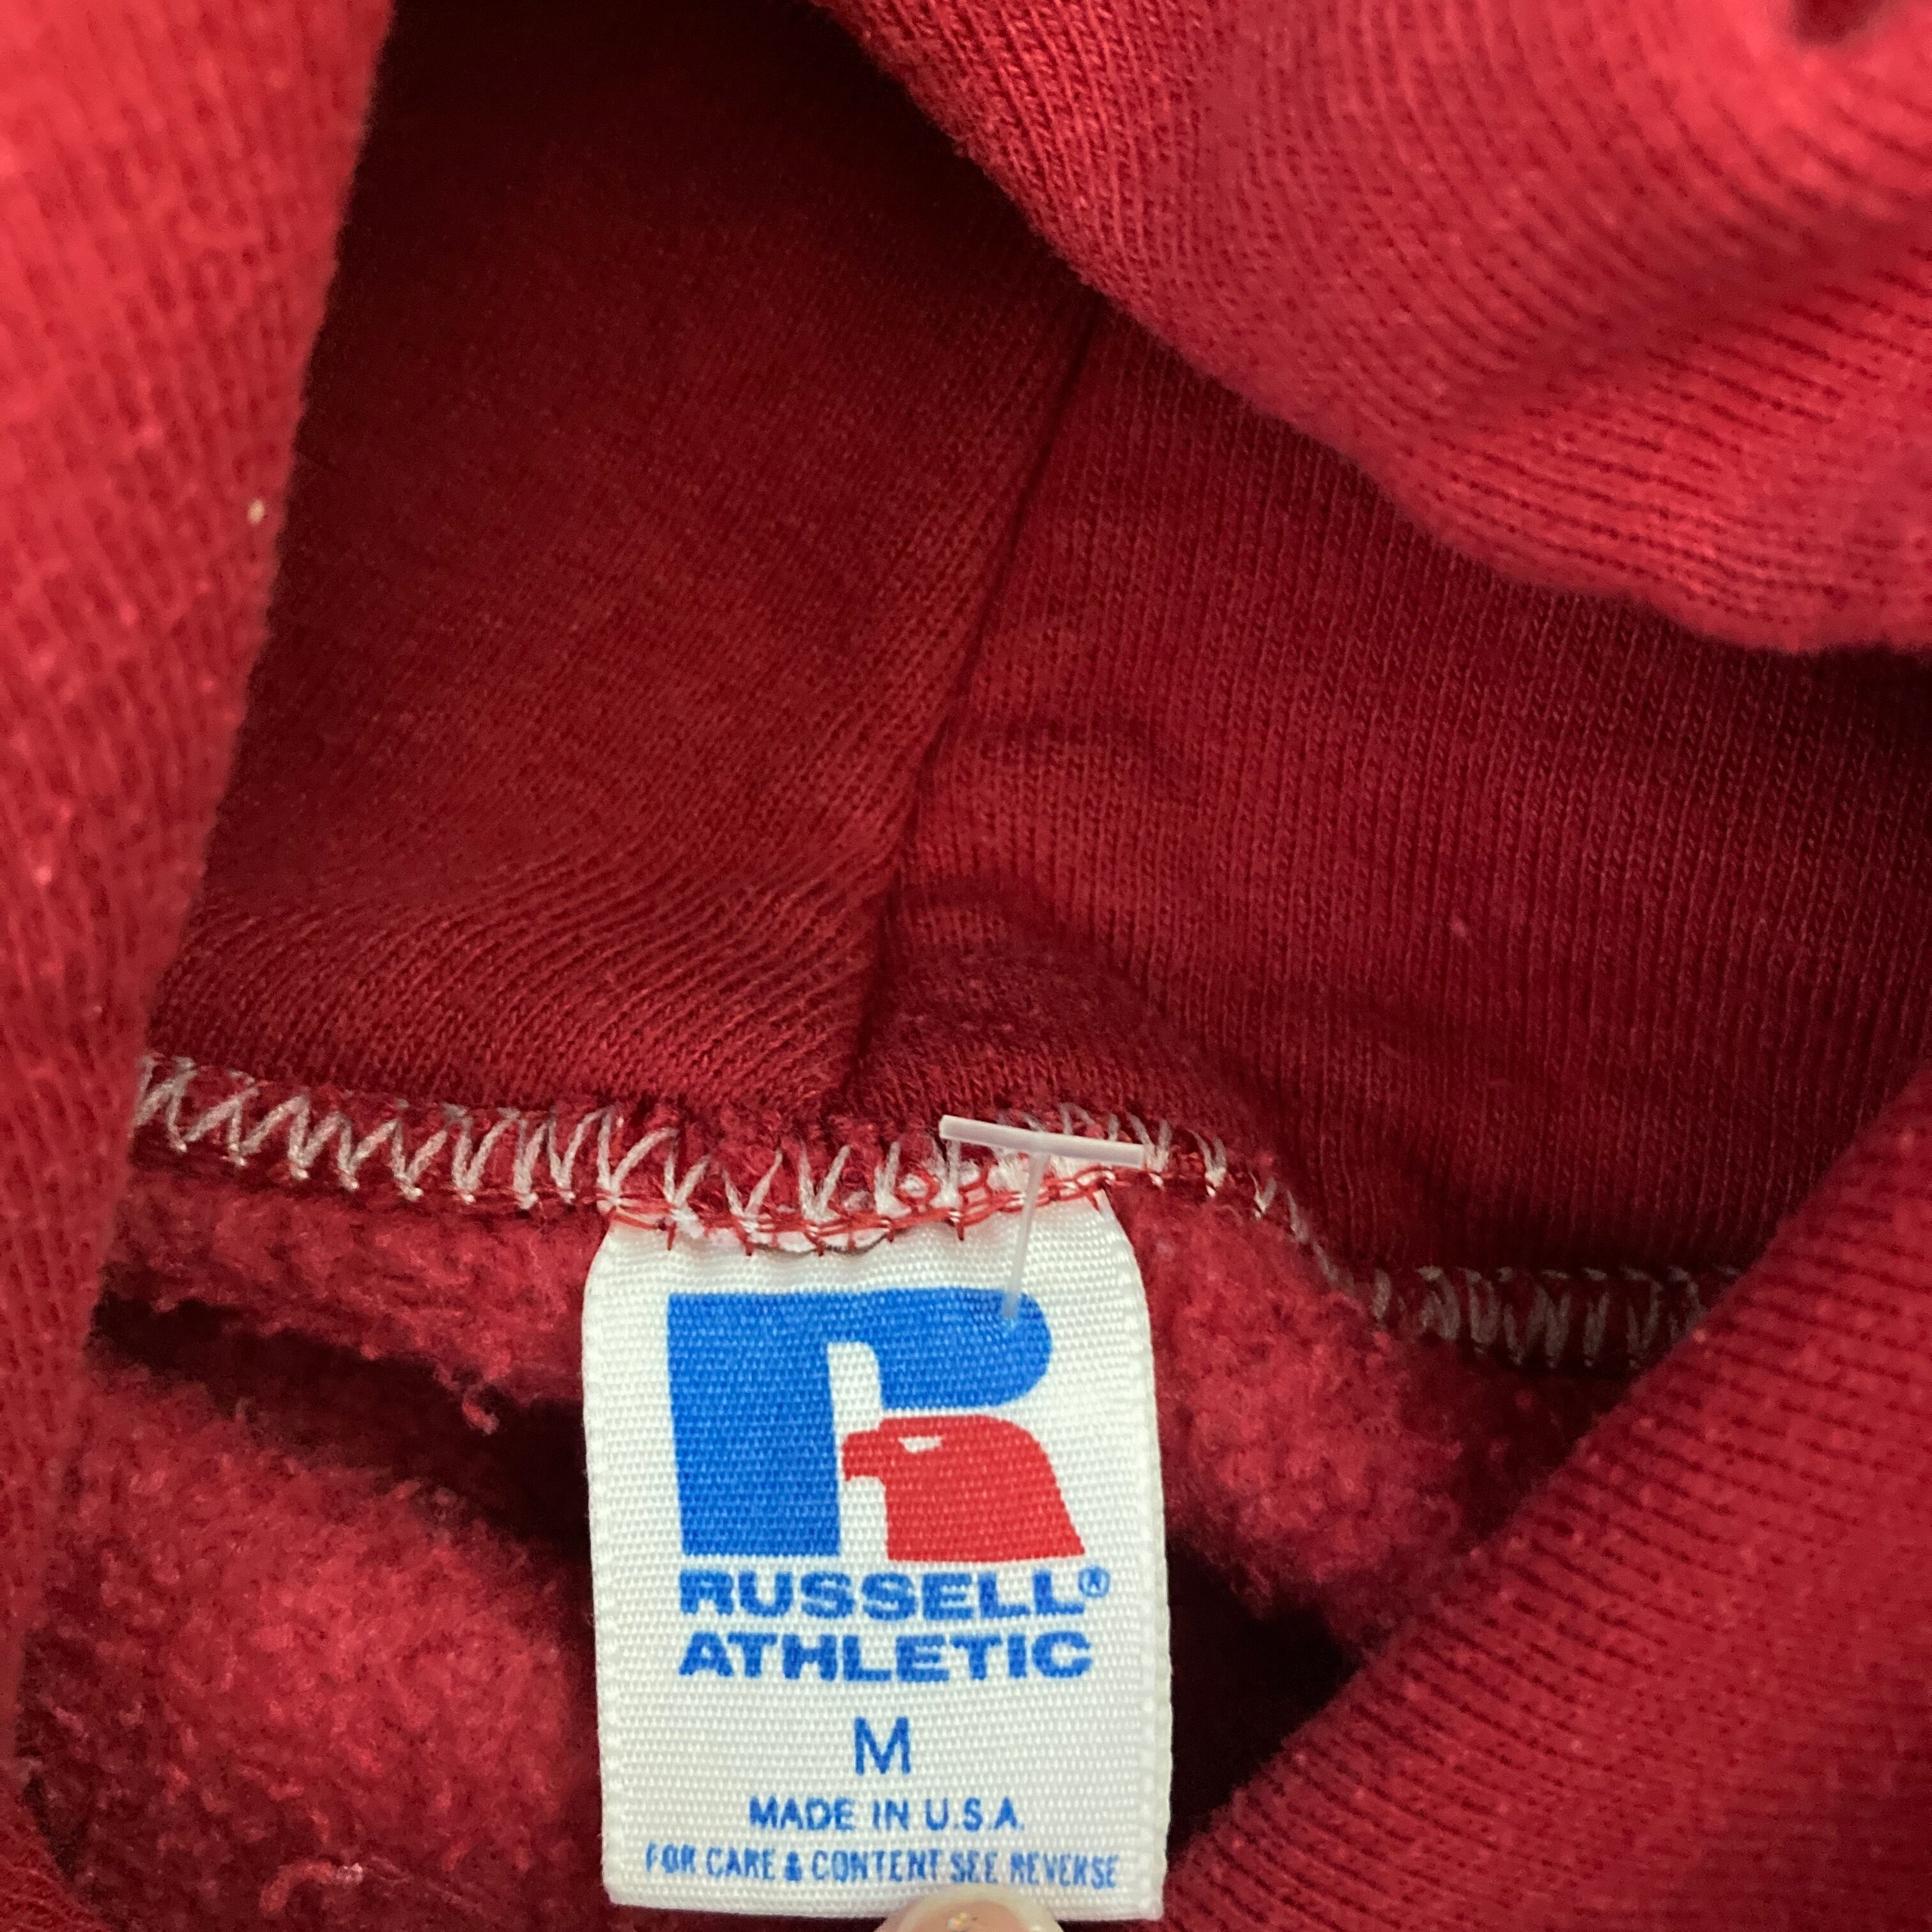 RUSSELL®
ATHLETIC
M
MADE IN U.S.A.
FOR CARE & CONTENT SEE REVERSE